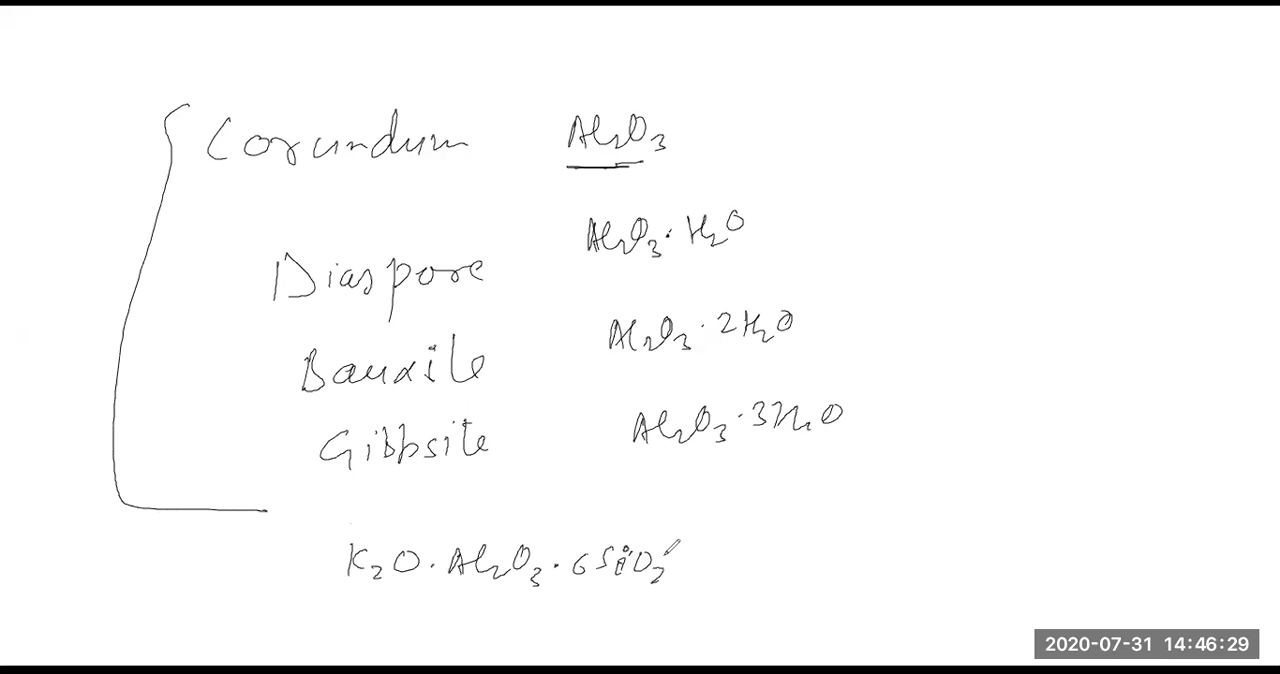 Corundum Al₂O₃
Diaspore Al₂O₃·H₂O
Bauxite Al₂O₃·2H₂O
Gibbsite Al₂O₃·3H₂O
K₂O·Al₂O₃·6SiO₂
2020-07-31 14:46:29